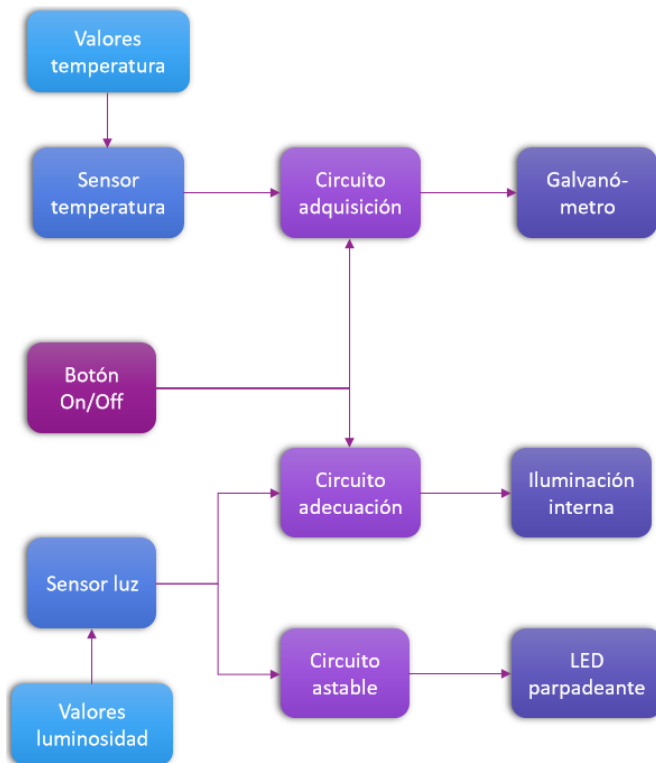 Valores
temperatura
Sensor
temperatura
Circuito
adquisición
Galvanó-
metro
Botón
On/Off
Circuito
adecuación
Iluminación
interna
Sensor luz
Circuito
astable
LED
parpadeante
Valores
luminosidad